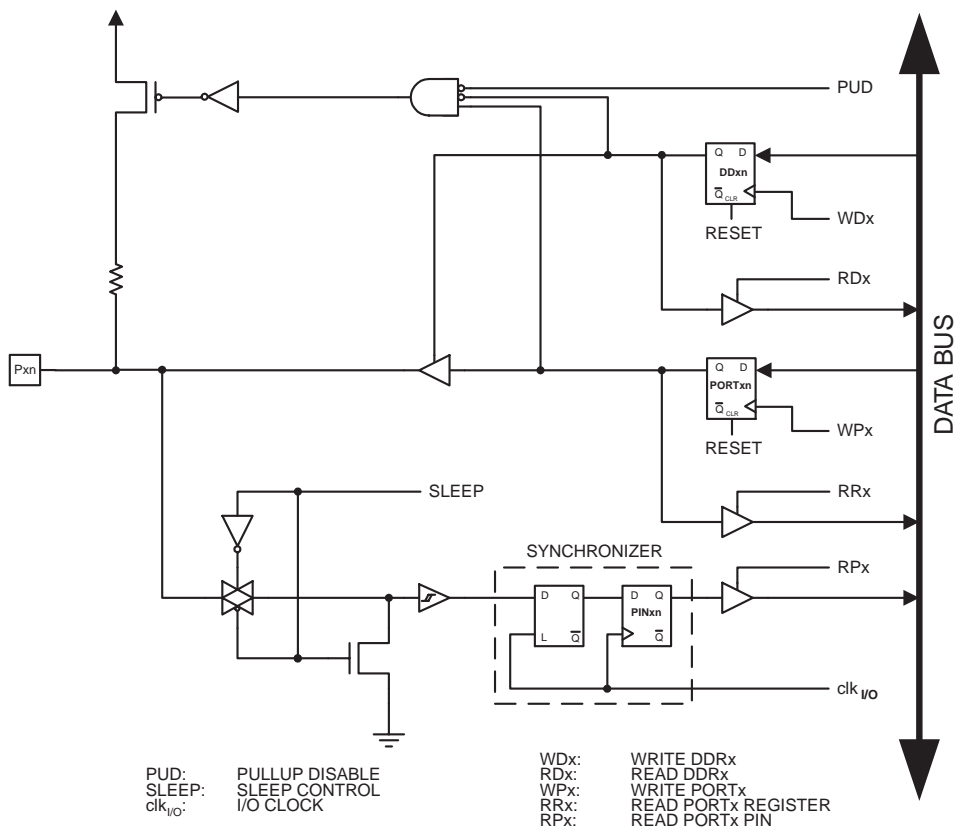 PUD
Q D
DDxn
Q CLR
WDx
RESET
RDx
Pxn
Q D
PORTxn
Q CLR
WPx
RESET
DATA BUS
SLEEP
RRx
SYNCHRONIZER
RPx
D Q
L Q
D Q
PINxn
Q
clk I/O
PUD: PULLUP DISABLE
SLEEP: SLEEP CONTROL
clkI/O: I/O CLOCK
WDx: WRITE DDRx
RDx: READ DDRx
WPx: WRITE PORTx
RRx: READ PORTx REGISTER
RPx: READ PORTx PIN